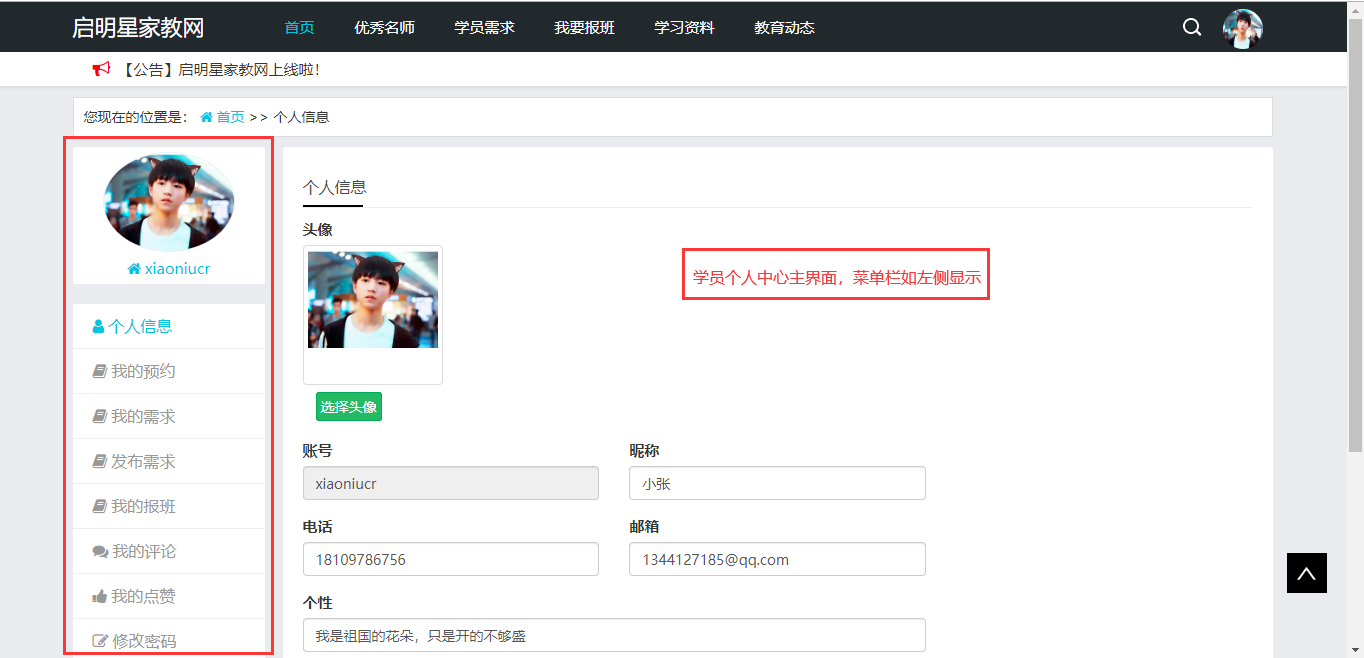 启明星家教网 首页 优秀名师 学员需求 我要报班 学习资料 教育动态
【公告】启明星家教网上线啦！
您现在的位置是： 首页 >> 个人信息
xiaoniucr
个人信息
我的预约
我的需求
发布需求
我的报班
我的评论
我的点赞
修改密码
个人信息
头像
选择头像
学员个人中心主界面，菜单栏如左侧显示
账号 昵称
xiaoniucr 小张
电话 邮箱
18109786756 1344127185@qq.com
个性
我是祖国的花朵，只是开的不够盛